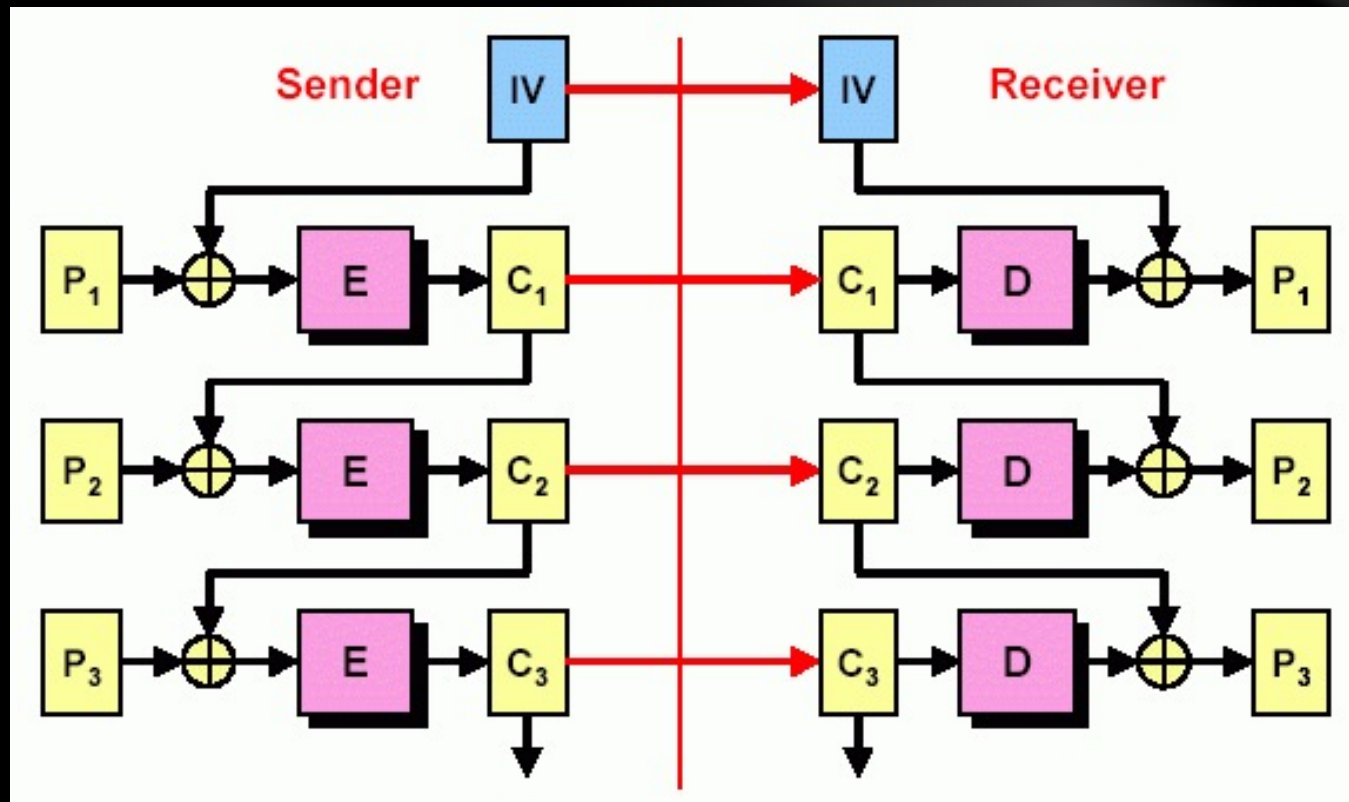 Sender IV IV Receiver
P₁ E C₁ C₁ D P₁
P₂ E C₂ C₂ D P₂
P₃ E C₃ C₃ D P₃